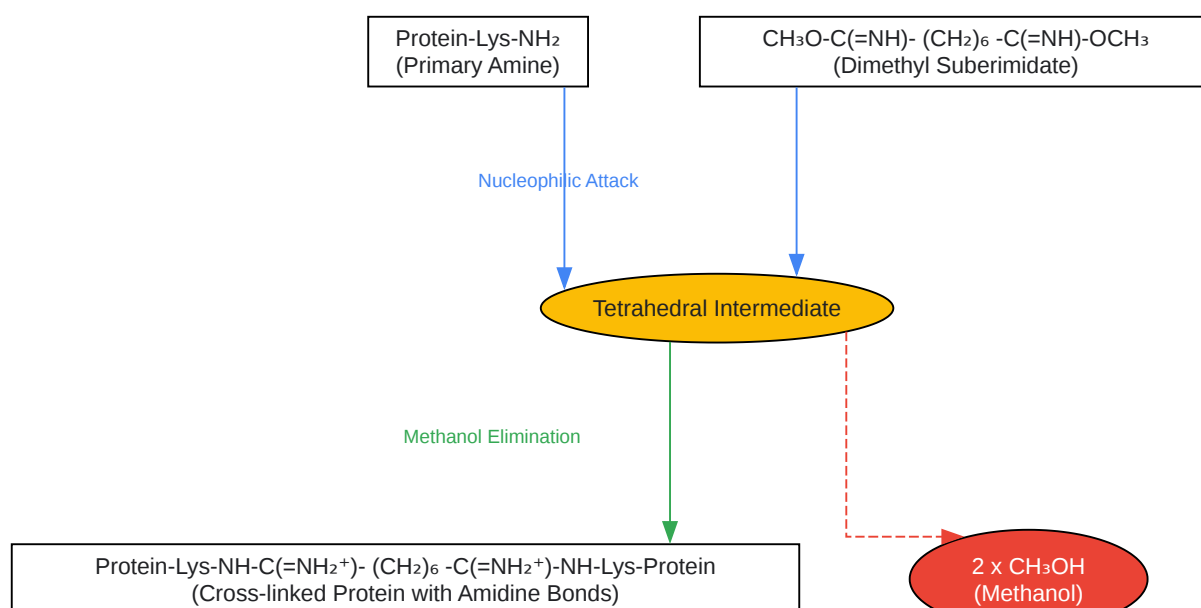 Protein-Lys-NH₂
(Primary Amine)
CH₃O-C(=NH)- (CH₂)₆ -C(=NH)-OCH₃
(Dimethyl Suberimidate)
Nucleophilic Attack
Tetrahedral Intermediate
Methanol Elimination
Protein-Lys-NH-C(=NH₂⁺)- (CH₂)₆ -C(=NH₂⁺)-NH-Lys-Protein
(Cross-linked Protein with Amidine Bonds)
2 x CH₃OH
(Methanol)